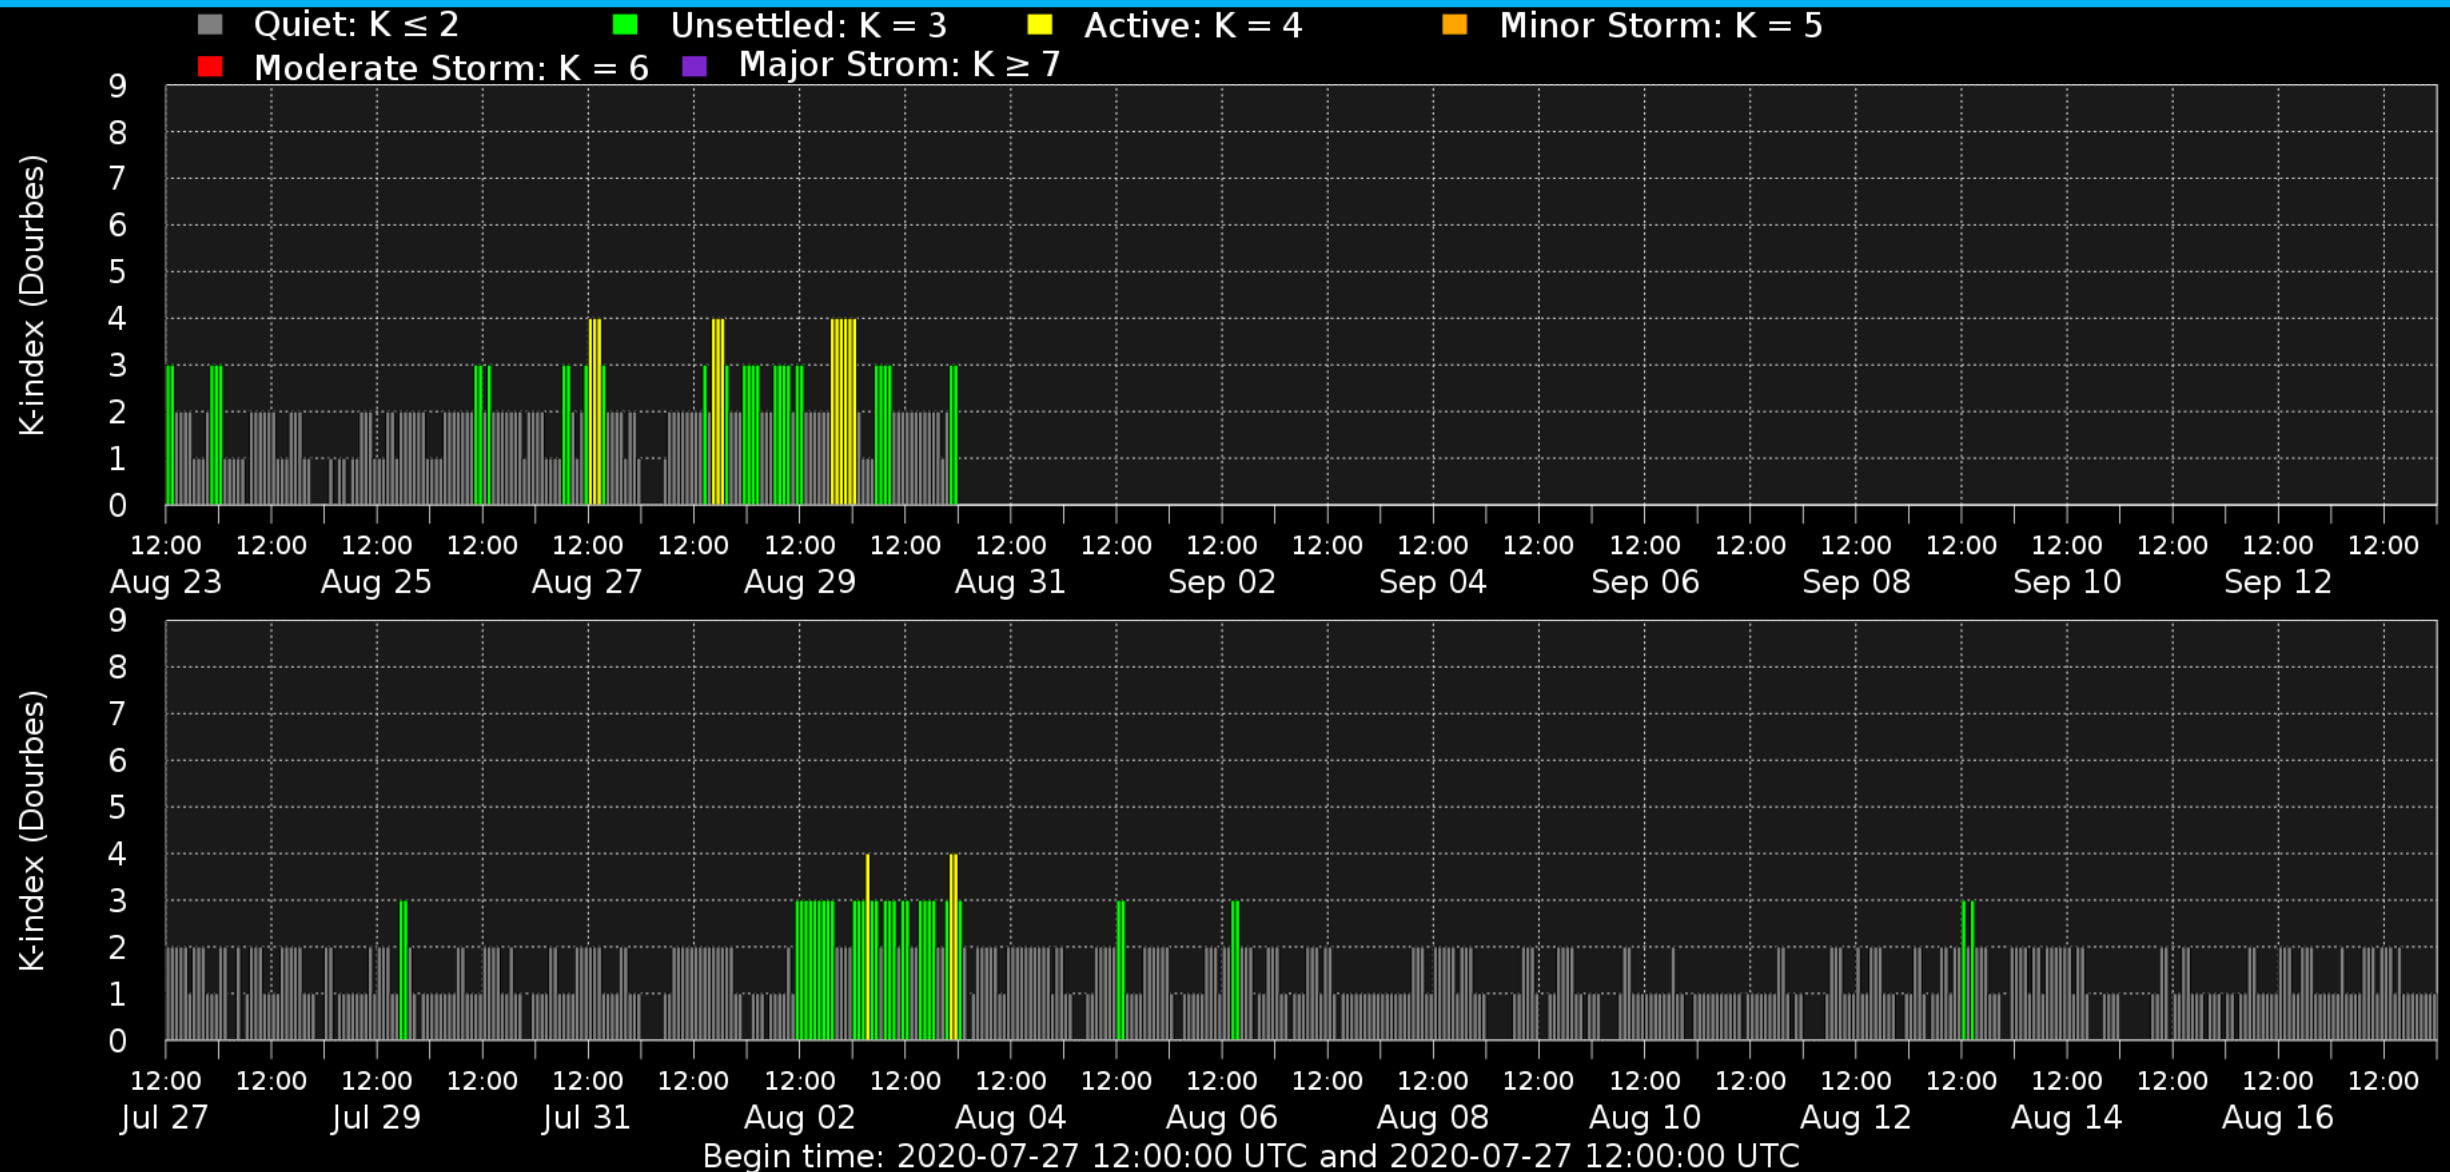 Quiet: K ≤ 2 Unsettled: K = 3 Active: K = 4 Minor Storm: K = 5
Moderate Storm: K = 6 Major Strom: K ≥ 7
K-index (Dourbes)
9
8
7
6
5
4
3
2
1
0
12:00 12:00 12:00 12:00 12:00 12:00 12:00 12:00 12:00 12:00 12:00 12:00 12:00 12:00 12:00 12:00 12:00 12:00 12:00 12:00 12:00 12:00
Aug 23 Aug 25 Aug 27 Aug 29 Aug 31 Sep 02 Sep 04 Sep 06 Sep 08 Sep 10 Sep 12
K-index (Dourbes)
9
8
7
6
5
4
3
2
1
0
12:00 12:00 12:00 12:00 12:00 12:00 12:00 12:00 12:00 12:00 12:00 12:00 12:00 12:00 12:00 12:00 12:00 12:00 12:00 12:00 12:00 12:00
Jul 27 Jul 29 Jul 31 Aug 02 Aug 04 Aug 06 Aug 08 Aug 10 Aug 12 Aug 14 Aug 16
Begin time: 2020-07-27 12:00:00 UTC and 2020-07-27 12:00:00 UTC